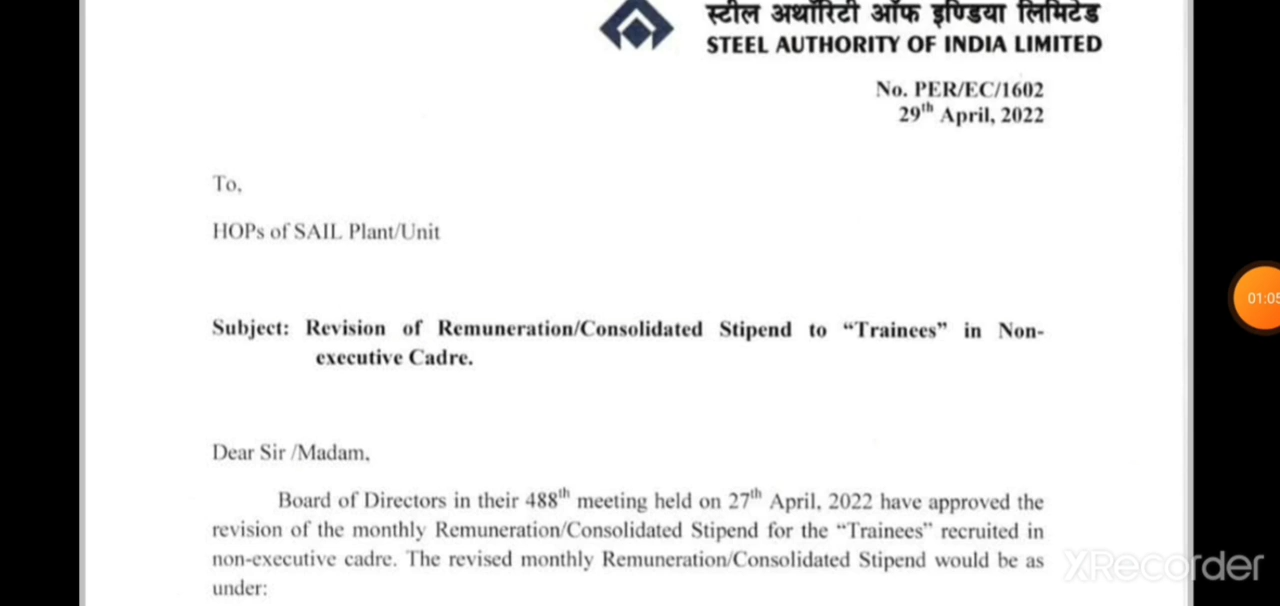 स्टील अथॉरिटी ऑफ इण्डिया लिमिटेड
STEEL AUTHORITY OF INDIA LIMITED
No. PER/EC/1602
29th April, 2022
To,
HOPs of SAIL Plant/Unit
Subject: Revision of Remuneration/Consolidated Stipend to “Trainees” in Non-
executive Cadre.
Dear Sir /Madam,
Board of Directors in their 488th meeting held on 27th April, 2022 have approved the
revision of the monthly Remuneration/Consolidated Stipend for the “Trainees” recruited in
non-executive cadre. The revised monthly Remuneration/Consolidated Stipend would be as
under:
01:05
XRecorder